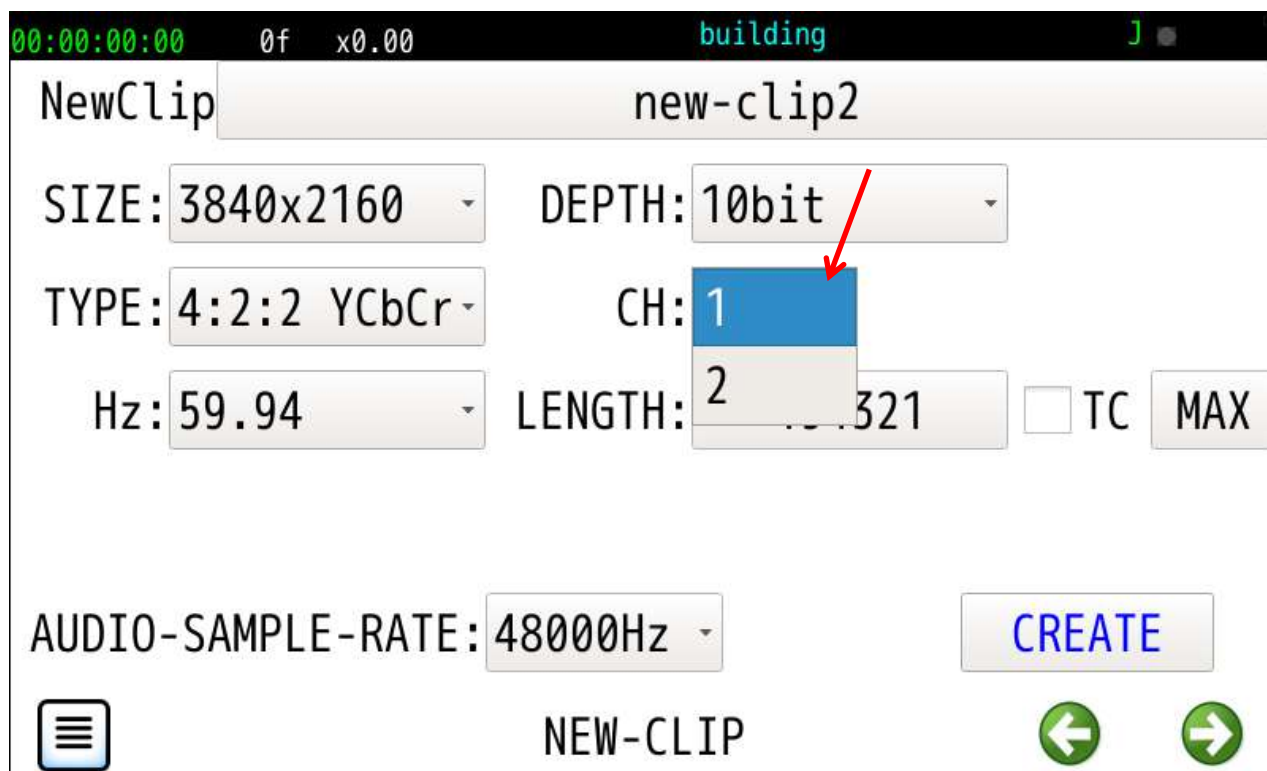 00:00:00:00 0f x0.00 building J
NewClip new-clip2
SIZE: 3840x2160 DEPTH: 10bit
TYPE: 4:2:2 YCbCr CH: 1
2
Hz: 59.94 LENGTH: 321 TC MAX
AUDIO-SAMPLE-RATE: 48000Hz CREATE
NEW-CLIP